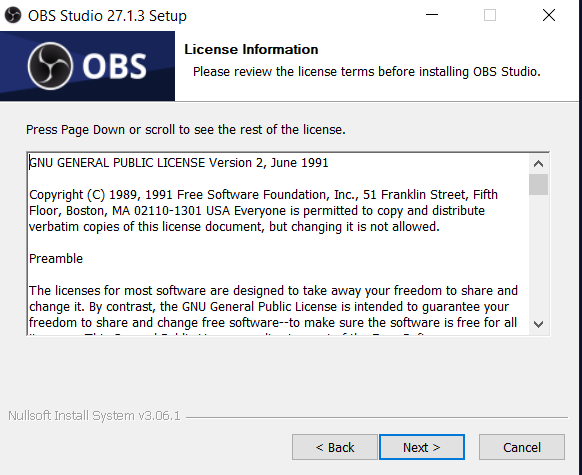 OBS Studio 27.1.3 Setup
OBS
License Information
Please review the license terms before installing OBS Studio.
Press Page Down or scroll to see the rest of the license.
GNU GENERAL PUBLIC LICENSE Version 2, June 1991
Copyright (C) 1989, 1991 Free Software Foundation, Inc., 51 Franklin Street, Fifth
Floor, Boston, MA 02110-1301 USA Everyone is permitted to copy and distribute
verbatim copies of this license document, but changing it is not allowed.
Preamble
The licenses for most software are designed to take away your freedom to share and
change it. By contrast, the GNU General Public License is intended to guarantee your
freedom to share and change free software--to make sure the software is free for all
Nullsoft Install System v3.06.1
< Back
Next >
Cancel